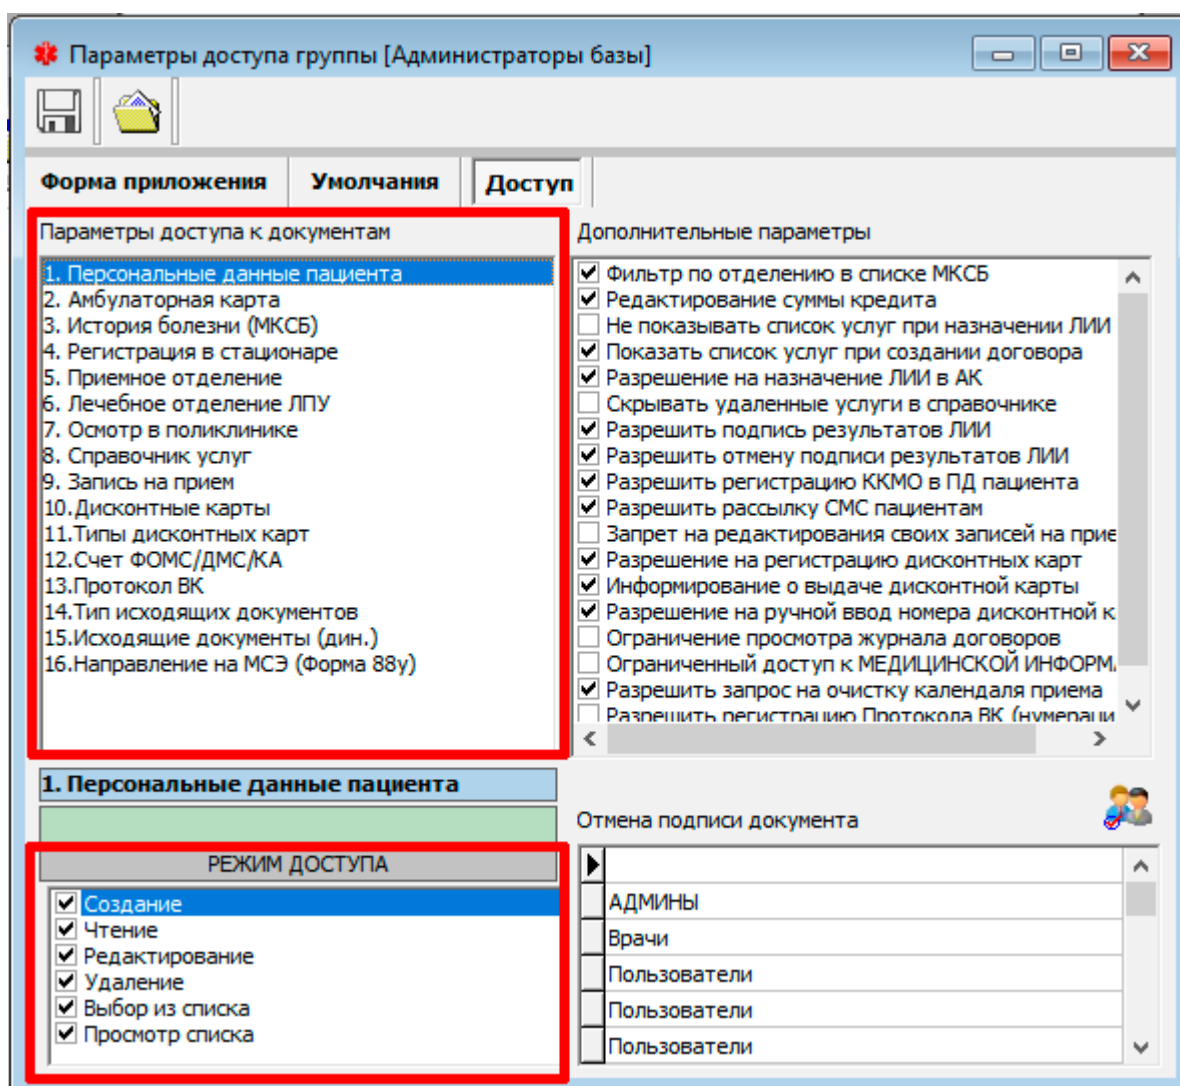 Параметры доступа группы [Администраторы базы]
Форма приложения
Умолчания
Доступ
Параметры доступа к документам
1. Персональные данные пациента
2. Амбулаторная карта
3. История болезни (МКСБ)
4. Регистрация в стационаре
5. Приемное отделение
6. Лечебное отделение ЛПУ
7. Осмотр в поликлинике
8. Справочник услуг
9. Запись на прием
10.Дисконтные карты
11.Типы дисконтных карт
12.Счет ФОМС/ДМС/КА
13.Протокол ВК
14.Тип исходящих документов
15.Исходящие документы (дин.)
16.Направление на МСЭ (Форма 88у)
Дополнительные параметры
Фильтр по отделению в списке МКСБ
Редактирование суммы кредита
Не показывать список услуг при назначении ЛИИ
Показать список услуг при создании договора
Разрешение на назначение ЛИИ в АК
Скрывать удаленные услуги в справочнике
Разрешить подпись результатов ЛИИ
Разрешить отмену подписи результатов ЛИИ
Разрешить регистрацию ККМО в ПД пациента
Разрешить рассылку СМС пациентам
Запрет на редактирования своих записей на прие
Разрешение на регистрацию дисконтных карт
Информирование о выдаче дисконтной карты
Разрешение на ручной ввод номера дисконтной к
Ограничение просмотра журнала договоров
Ограниченный доступ к МЕДИЦИНСКОЙ ИНФОРМ
Разрешить запрос на очистку календаля приема
Разрешить регистрацию Протокола ВК (нумераци
1. Персональные данные пациента
РЕЖИМ ДОСТУПА
Создание
Чтение
Редактирование
Удаление
Выбор из списка
Просмотр списка
Отмена подписи документа
АДМИНЫ
Врачи
Пользователи
Пользователи
Пользователи